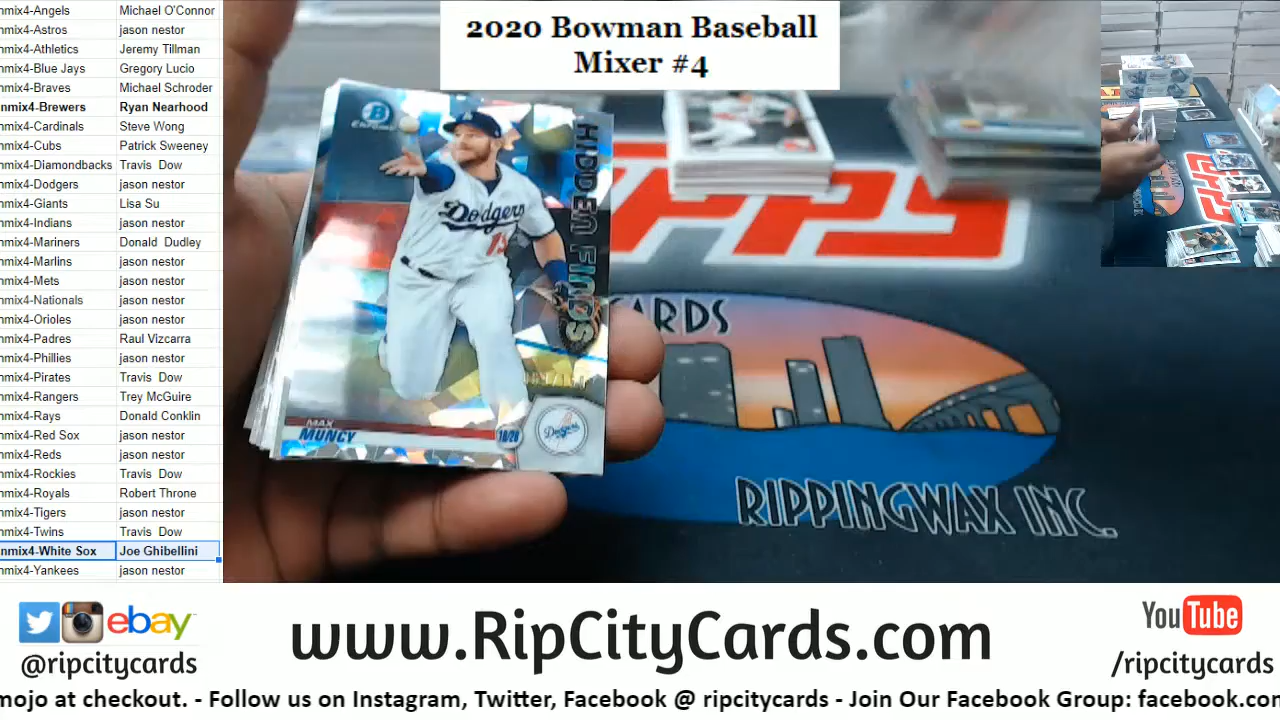 nmix4-Angels Michael O'Connor
nmix4-Astros jason nestor
nmix4-Athletics Jeremy Tillman
nmix4-Blue Jays Gregory Lucio
nmix4-Braves Michael Schroder
nmix4-Brewers Ryan Nearhood
nmix4-Cardinals Steve Wong
nmix4-Cubs Patrick Sweeney
nmix4-Diamondbacks Travis Dow
nmix4-Dodgers jason nestor
nmix4-Giants Lisa Su
nmix4-Indians jason nestor
nmix4-Mariners Donald Dudley
nmix4-Marlins jason nestor
nmix4-Mets jason nestor
nmix4-Nationals jason nestor
nmix4-Orioles jason nestor
nmix4-Padres Raul Vizcarra
nmix4-Phillies jason nestor
nmix4-Pirates Travis Dow
nmix4-Rangers Trey McGuire
nmix4-Rays Donald Conklin
nmix4-Red Sox jason nestor
nmix4-Reds jason nestor
nmix4-Rockies Travis Dow
nmix4-Royals Robert Throne
nmix4-Tigers jason nestor
nmix4-Twins Travis Dow
nmix4-White Sox Joe Ghibellini
nmix4-Yankees jason nestor
2020 Bowman Baseball
Mixer #4
B
Chrome
HIDDEN FINDS
Dodgers
13
MAX
MUNCY
Dodgers
TOPPS
CARDS
RIPPINGWAX INC.
ebay
@ripcitycards
www.RipCityCards.com
YouTube
/ripcitycards
mojo at checkout. - Follow us on Instagram, Twitter, Facebook @ ripcitycards - Join Our Facebook Group: facebook.con